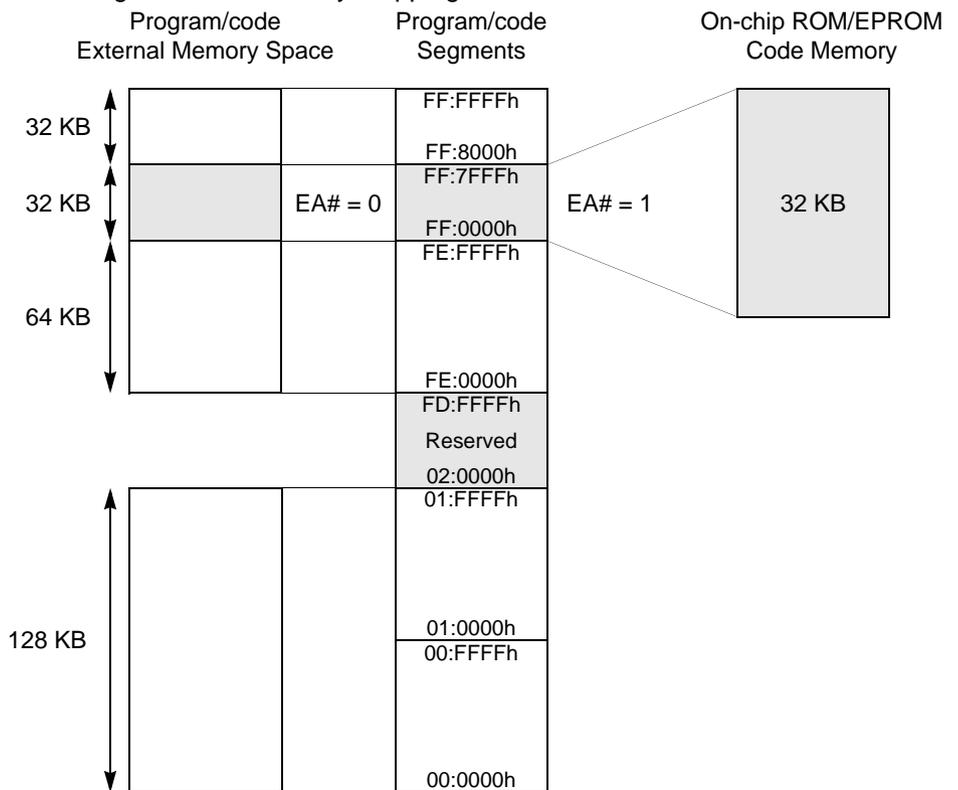 Program/code
External Memory Space
Program/code
Segments
On-chip ROM/EPROM
Code Memory
32 KB
FF:FFFFh
FF:8000h
32 KB
EA# = 0
FF:7FFFh
FF:0000h
EA# = 1
32 KB
64 KB
FE:FFFFh
FE:0000h
FD:FFFFh
Reserved
02:0000h
128 KB
01:FFFFh
01:0000h
00:FFFFh
00:0000h